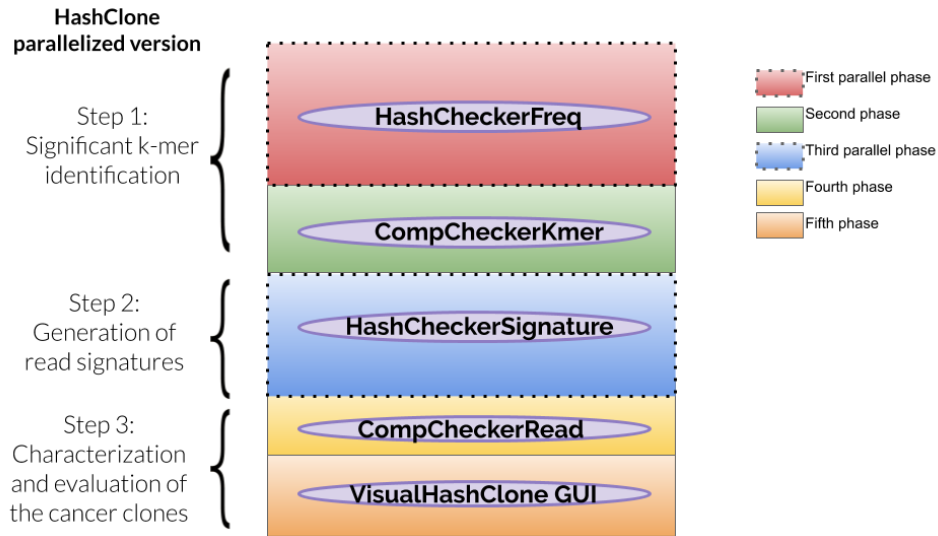 HashClone
parallelized version
Step 1:
Significant k-mer
identification
HashCheckerFreq
CompCheckerKmer
Step 2:
Generation of
read signatures
HashCheckerSignature
Step 3:
Characterization
and evaluation of
the cancer clones
CompCheckerRead
VisualHashClone GUI
First parallel phase
Second phase
Third parallel phase
Fourth phase
Fifth phase